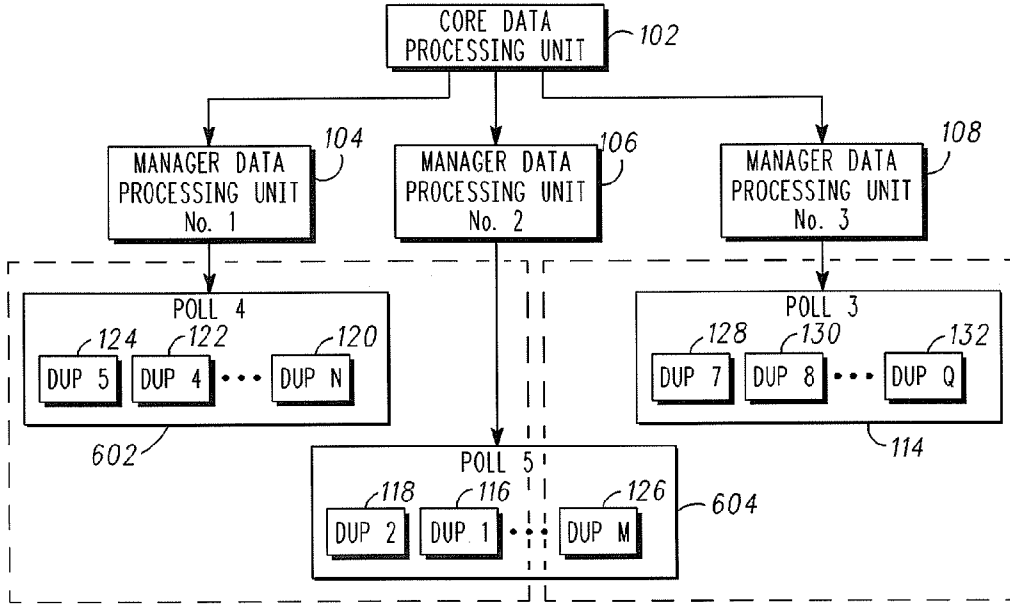 CORE DATA
PROCESSING UNIT
102
MANAGER DATA
PROCESSING UNIT
No. 1
104
MANAGER DATA
PROCESSING UNIT
No. 2
106
MANAGER DATA
PROCESSING UNIT
No. 3
108
POLL 4
124
122
120
DUP 5
DUP 4
•••
DUP N
602
POLL 3
128
130
132
DUP 7
DUP 8
•••
DUP Q
114
POLL 5
118
116
126
DUP 2
DUP 1
•••
DUP M
604